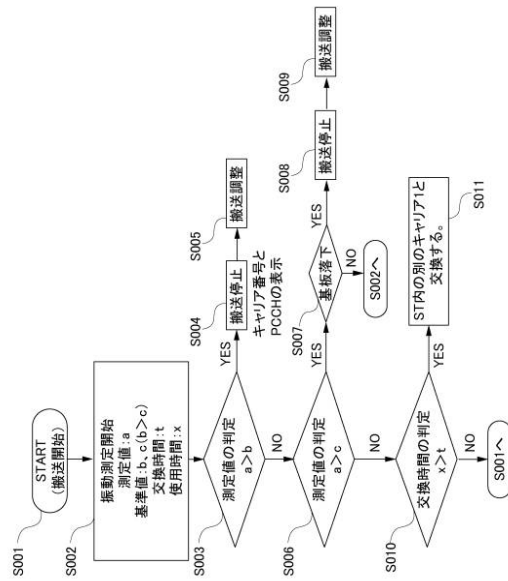 S001
START
(搬送開始)
S002
振動測定開始
測定値:a
基準値:b、c(b>c)
交換時間:t
使用時間:x
S003
測定値の判定
a>b
YES
NO
S004
搬送停止
キャリア番号と
PCCHの表示
S005
搬送調整
S006
測定値の判定
a>c
YES
NO
S007
基板落下
YES
NO
S002へ
S008
搬送停止
S009
搬送調整
S010
交換時間の判定
x>t
YES
NO
S011
ST内の別のキャリア1と
交換する。
S001へ